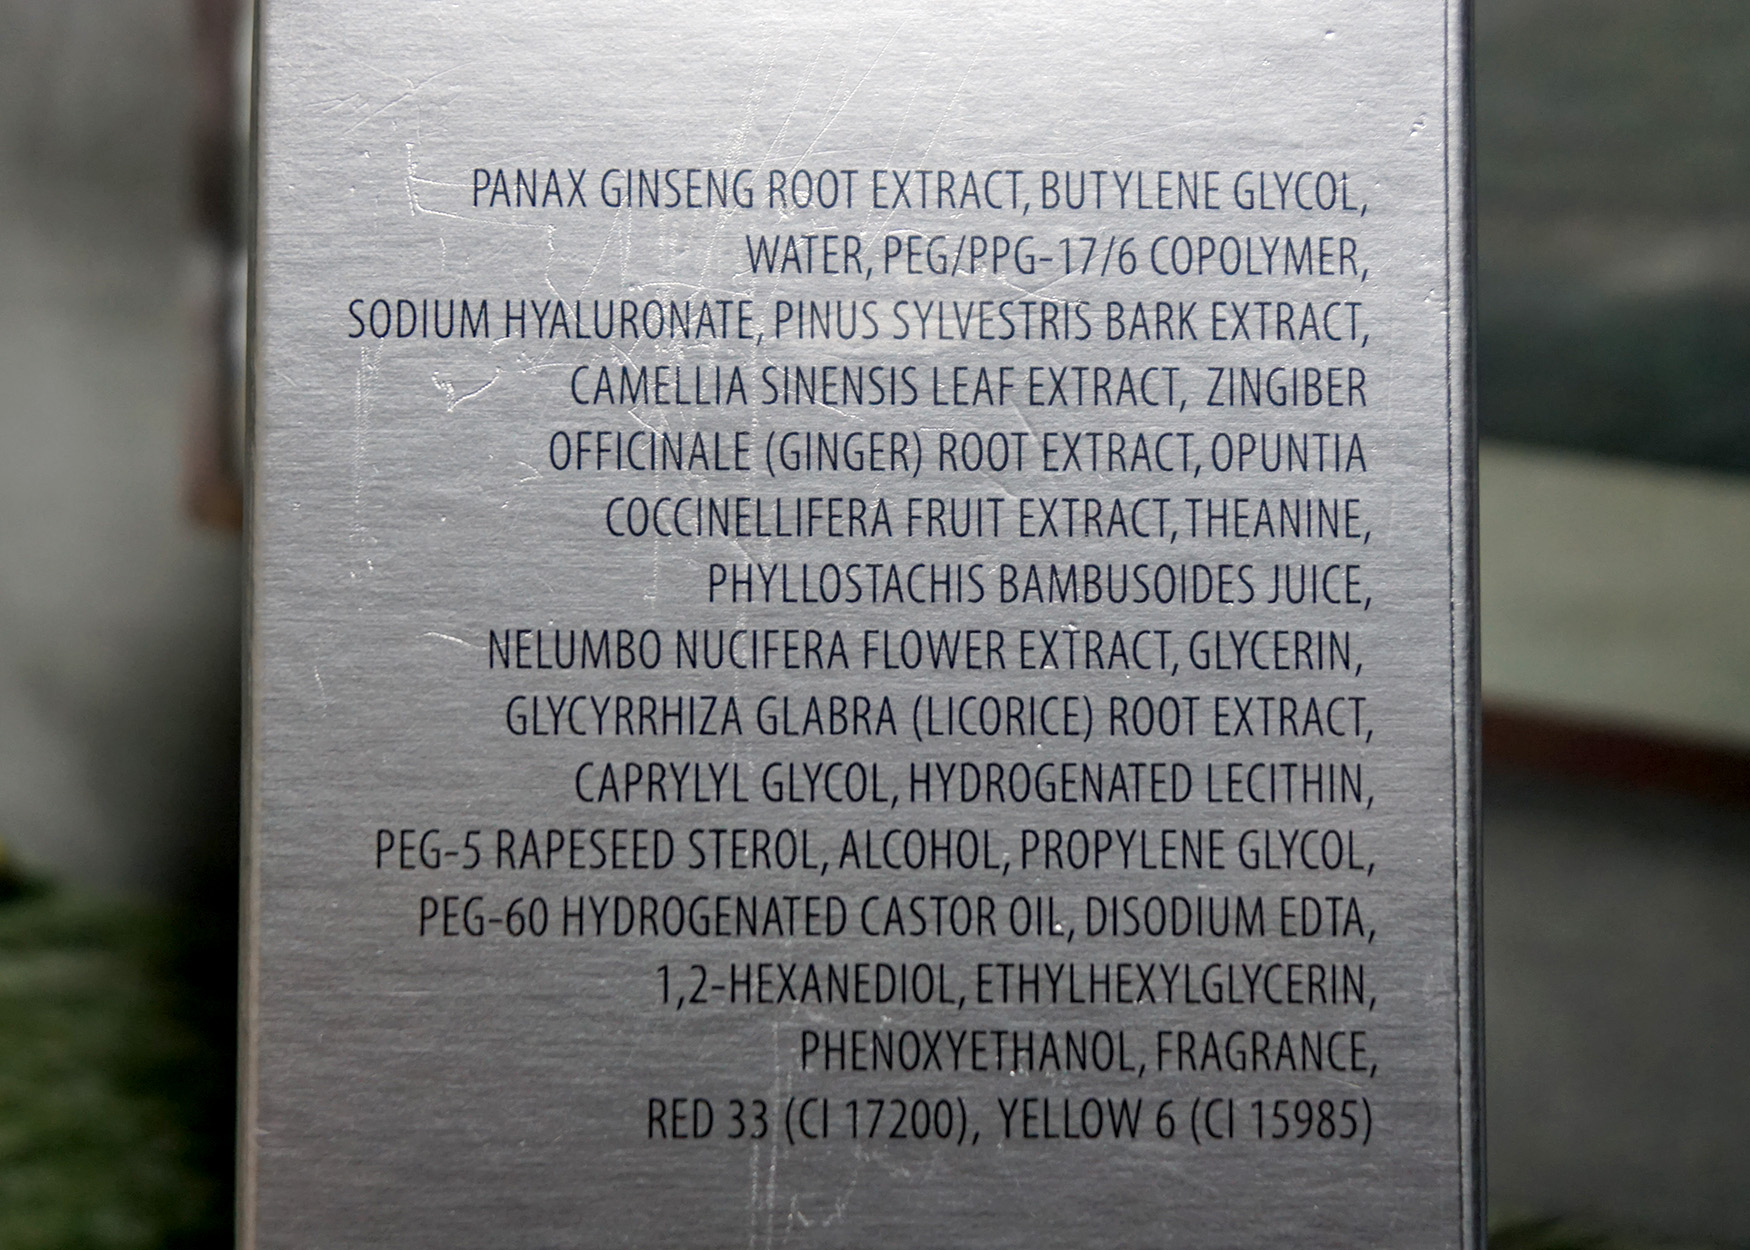 PANAX GINSENG ROOT EXTRACT, BUTYLENE GLYCOL,
WATER, PEG/PPG-17/6 COPOLYMER,
SODIUM HYALURONATE, PINUS SYLVESTRIS BARK EXTRACT,
CAMELLIA SINENSIS LEAF EXTRACT, ZINGIBER
OFFICINALE (GINGER) ROOT EXTRACT, OPUNTIA
COCCINELLIFERA FRUIT EXTRACT, THEANINE,
PHYLLOSTACHIS BAMBUSOIDES JUICE,
NELUMBO NUCIFERA FLOWER EXTRACT, GLYCERIN,
GLYCYRRHIZA GLABRA (LICORICE) ROOT EXTRACT,
CAPRYLYL GLYCOL, HYDROGENATED LECITHIN,
PEG-5 RAPESEED STEROL, ALCOHOL, PROPYLENE GLYCOL,
PEG-60 HYDROGENATED CASTOR OIL, DISODIUM EDTA,
1,2-HEXANEDIOL, ETHYLHEXYLGLYCERIN,
PHENOXYETHANOL, FRAGRANCE,
RED 33 (CI 17200), YELLOW 6 (CI 15985)